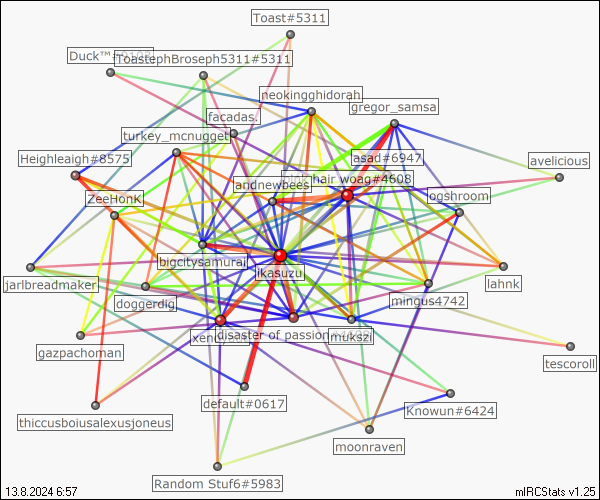 Toast#5311
Duck™
ToastephBroseph5311#5311
neokingghidorah
gregor_samsa
facadas.
turkey_mcnugget
asad#6947
Heighleaigh#8575
avelicious
hair woag#4608
andnewbees
ZeeHonK
ogshroom
bigcitysamurai
ikasuzu
jarlbreadmaker
lahnk
doggerdig
mingus4742
xen
disaster of passion
mukszi
gazpachoman
tescoroll
default#0617
Knowun#6424
thiccusboiusalexusjoneus
moonraven
Random Stuf6#5983
13.8.2024 6:57
mIRCStats v1.25